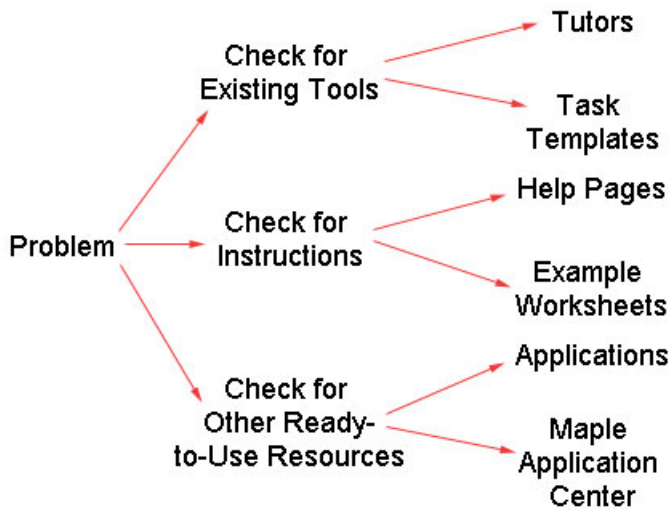 Problem
Check for
Existing Tools
Tutors
Task
Templates
Check for
Instructions
Help Pages
Example
Worksheets
Check for
Other Ready-
to-Use Resources
Applications
Maple
Application
Center